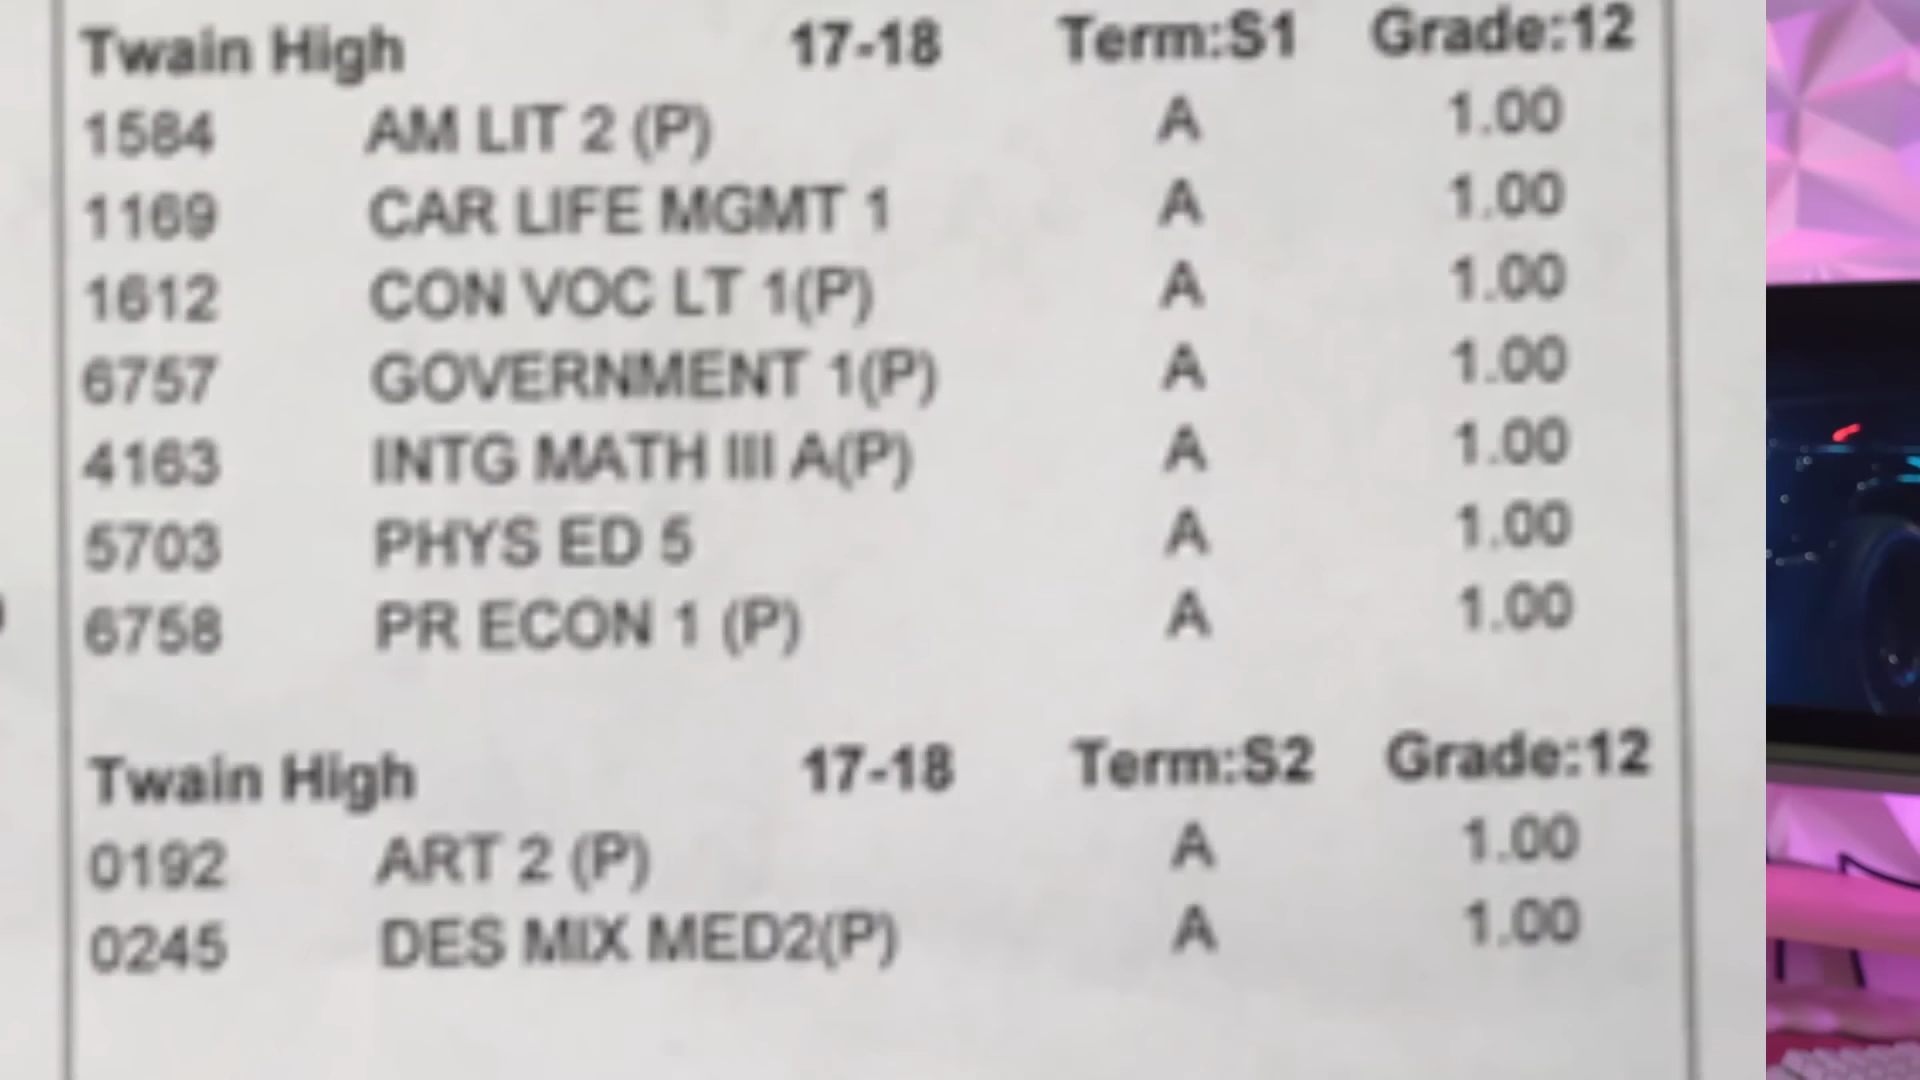 Twain High 17-18 Term:S1 Grade:12
1584 AM LIT 2 (P) A 1.00
1169 CAR LIFE MGMT 1 A 1.00
1612 CON VOC LT 1(P) A 1.00
6757 GOVERNMENT 1(P) A 1.00
4163 INTG MATH III A(P) A 1.00
5703 PHYS ED 5 A 1.00
6758 PR ECON 1 (P) A 1.00
Twain High 17-18 Term:S2 Grade:12
0192 ART 2 (P) A 1.00
0245 DES MIX MED2(P) A 1.00